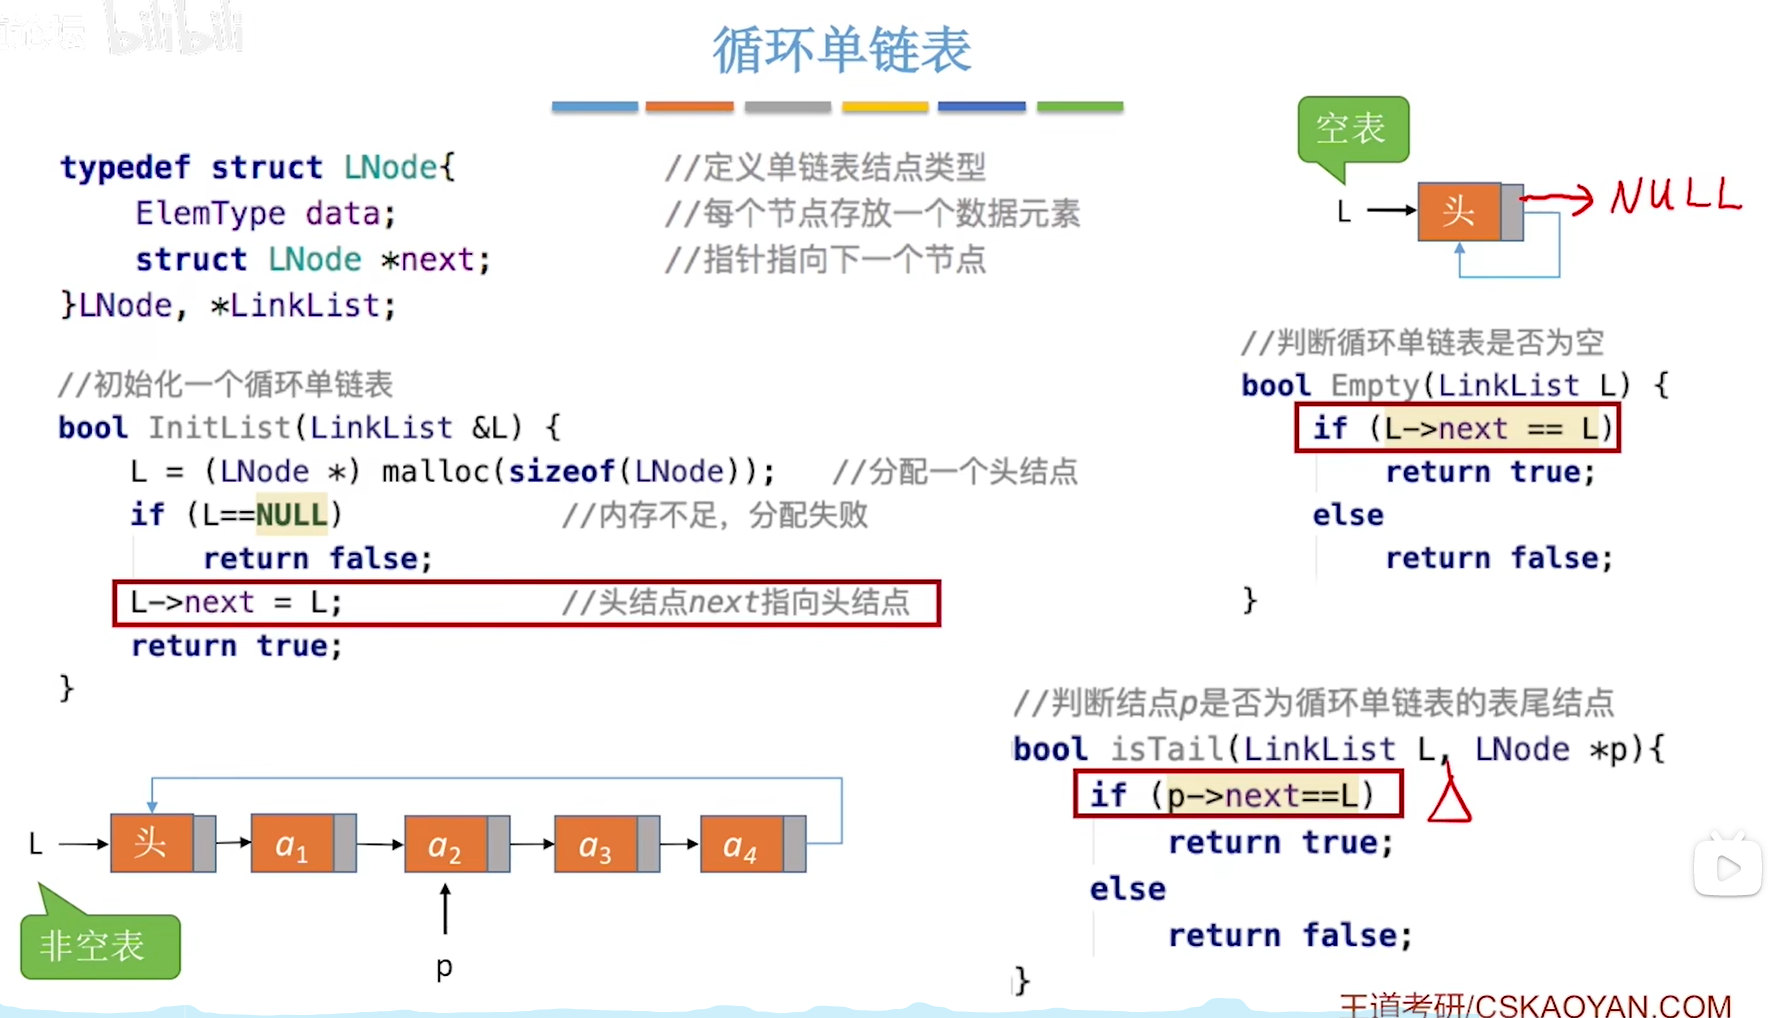 bilibili
循环单链表
typedef struct LNode{ //定义单链表结点类型
ElemType data; //每个节点存放一个数据元素
struct LNode *next; //指针指向下一个节点
}LNode, *LinkList;
//初始化一个循环单链表
bool InitList(LinkList &L) {
L = (LNode *) malloc(sizeof(LNode)); //分配一个头结点
if (L==NULL) //内存不足，分配失败
return false;
L->next = L; //头结点next指向头结点
return true;
}
空表
L 头 NULL
//判断循环单链表是否为空
bool Empty(LinkList L) {
if (L->next == L)
return true;
else
return false;
}
//判断结点p是否为循环单链表的表尾结点
bool isTail(LinkList L, LNode *p){
if (p->next==L)
return true;
else
return false;
}
L 头 a1 a2 a3 a4
非空表
p
王道考研/CSKAOYAN.COM